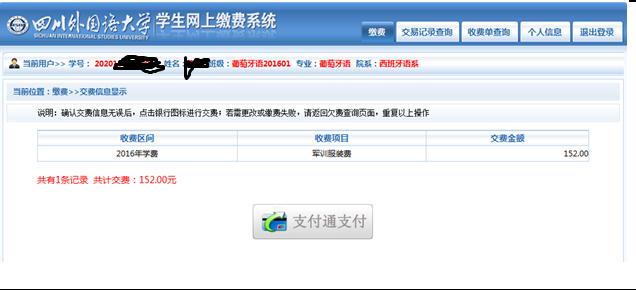 四川外国语大学 学生网上缴费系统
SICHUAN INTERNATIONAL STUDIES UNIVERSITY
缴费 交易记录查询 收费单查询 个人信息 退出登录
当前用户>> 学号: 2020 姓名 班级: 葡萄牙语201601 专业: 葡萄牙语 院系: 西班牙语系
当前位置: 缴费>>交费信息显示
说明: 确认交费信息无误后, 点击银行图标进行交费; 若需更改或缴费失败, 请返回欠费查询页面, 重复以上操作
收费区间 收费项目 交费金额
2016年学费 军训服装费 152.00
共有1条记录 共计交费: 152.00元
支付通支付